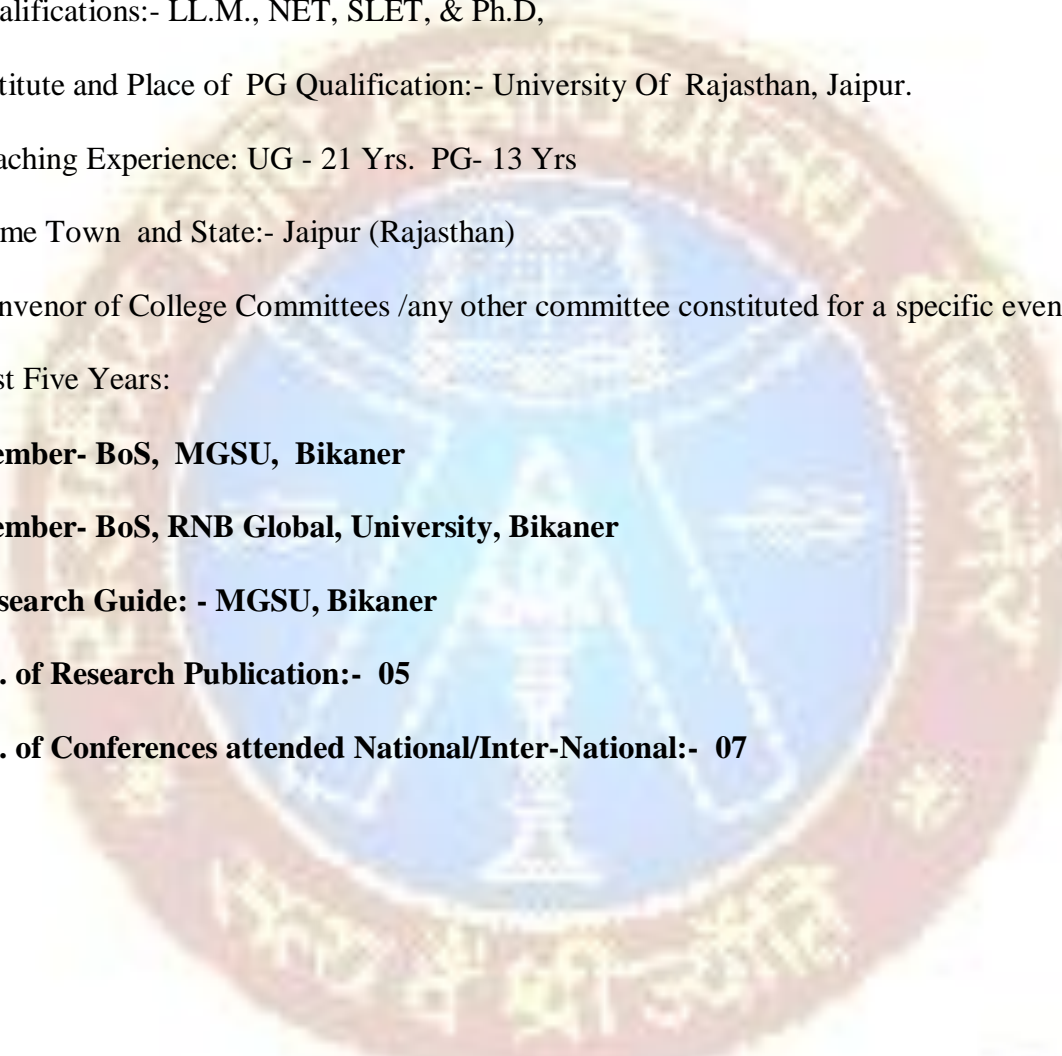 alifications:- LL.M., NET, SLET, & Ph.D,
titute and Place of PG Qualification:- University Of Rajasthan, Jaipur.
aching Experience: UG - 21 Yrs. PG- 13 Yrs
me Town and State:- Jaipur (Rajasthan)
nvenor of College Committees /any other committee constituted for a specific even
st Five Years:
ember- BoS, MGSU, Bikaner
ember- BoS, RNB Global, University, Bikaner
search Guide: - MGSU, Bikaner
. of Research Publication:- 05
. of Conferences attended National/Inter-National:- 07